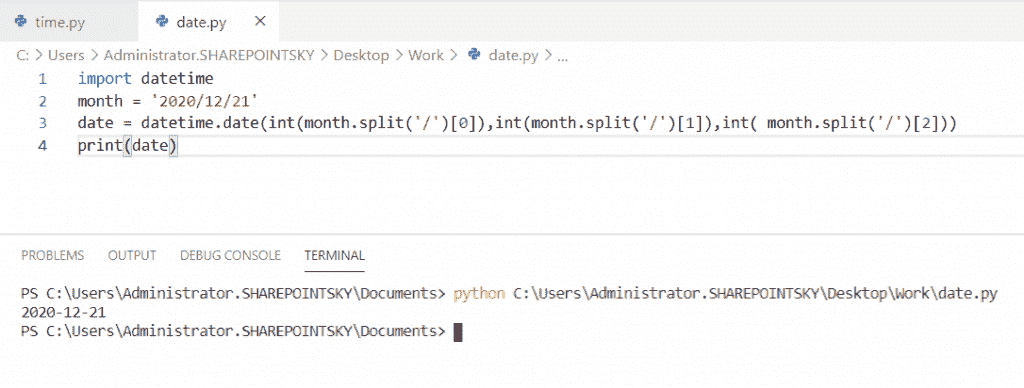 time.py date.py
C: > Users > Administrator.SHAREPOINTSKY > Desktop > Work > date.py > ...
1 import datetime
2 month = '2020/12/21'
3 date = datetime.date(int(month.split('/')[0]),int(month.split('/')[1]),int( month.split('/')[2]))
4 print(date)
PROBLEMS OUTPUT DEBUG CONSOLE TERMINAL
PS C:\Users\Administrator.SHAREPOINTSKY\Documents> python C:\Users\Administrator.SHAREPOINTSKY\Desktop\Work\date.py
2020-12-21
PS C:\Users\Administrator.SHAREPOINTSKY\Documents>